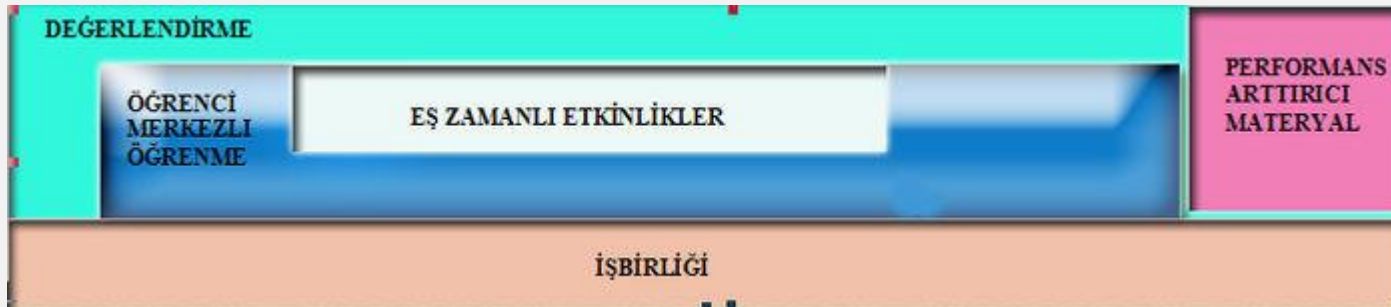 DEĞERLENDİRME
ÖĞRENCİ
MERKEZLI
ÖĞRENME
EŞ ZAMANLI ETKİNLİKLER
PERFORMANS
ARTTIRICI
MATERYAL
İŞBİRLİĞİ